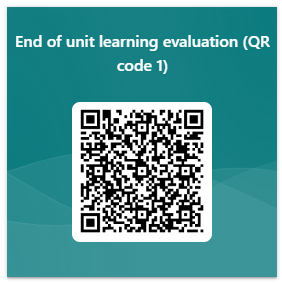 End of unit learning evaluation (QR
code 1)